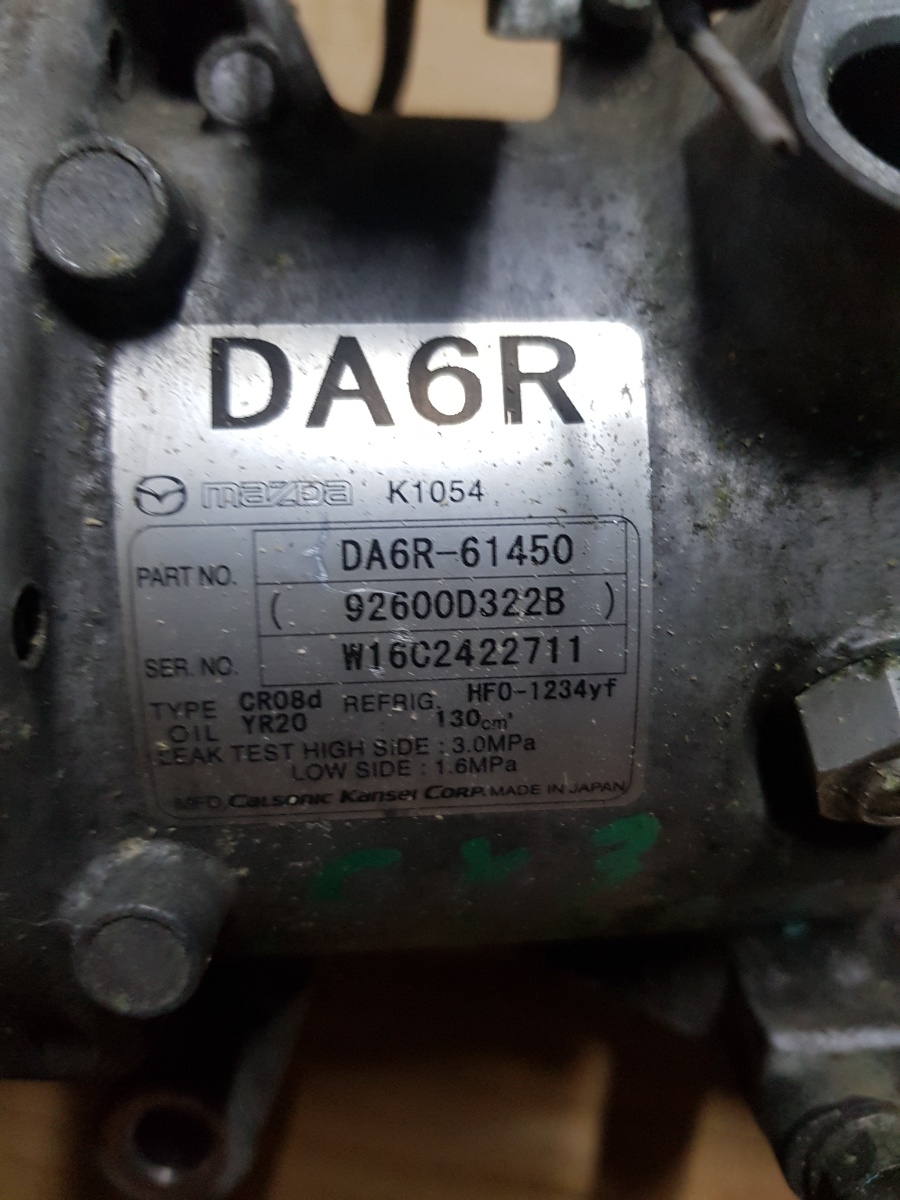 DA6R
mazda K1054
PART NO. DA6R-61450
( 92600D322B )
SER. NO. W16C2422711
TYPE CR08d REFRIG. HFO-1234yf
OIL YR20 130cm³
LEAK TEST HIGH SIDE : 3.0MPa
LOW SIDE : 1.6MPa
MFD. CALSONIC KANSEI CORP. MADE IN JAPAN